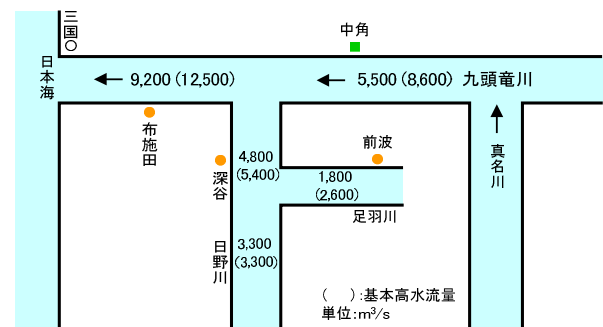 三国
中角
日本海
9,200(12,500)
5,500(8,600) 九頭竜川
布施田
深谷
4,800
(5,400)
前波
1,800
(2,600)
足羽川
真名川
日野川
3,300
(3,300)
(　):基本高水流量
単位:m³/s